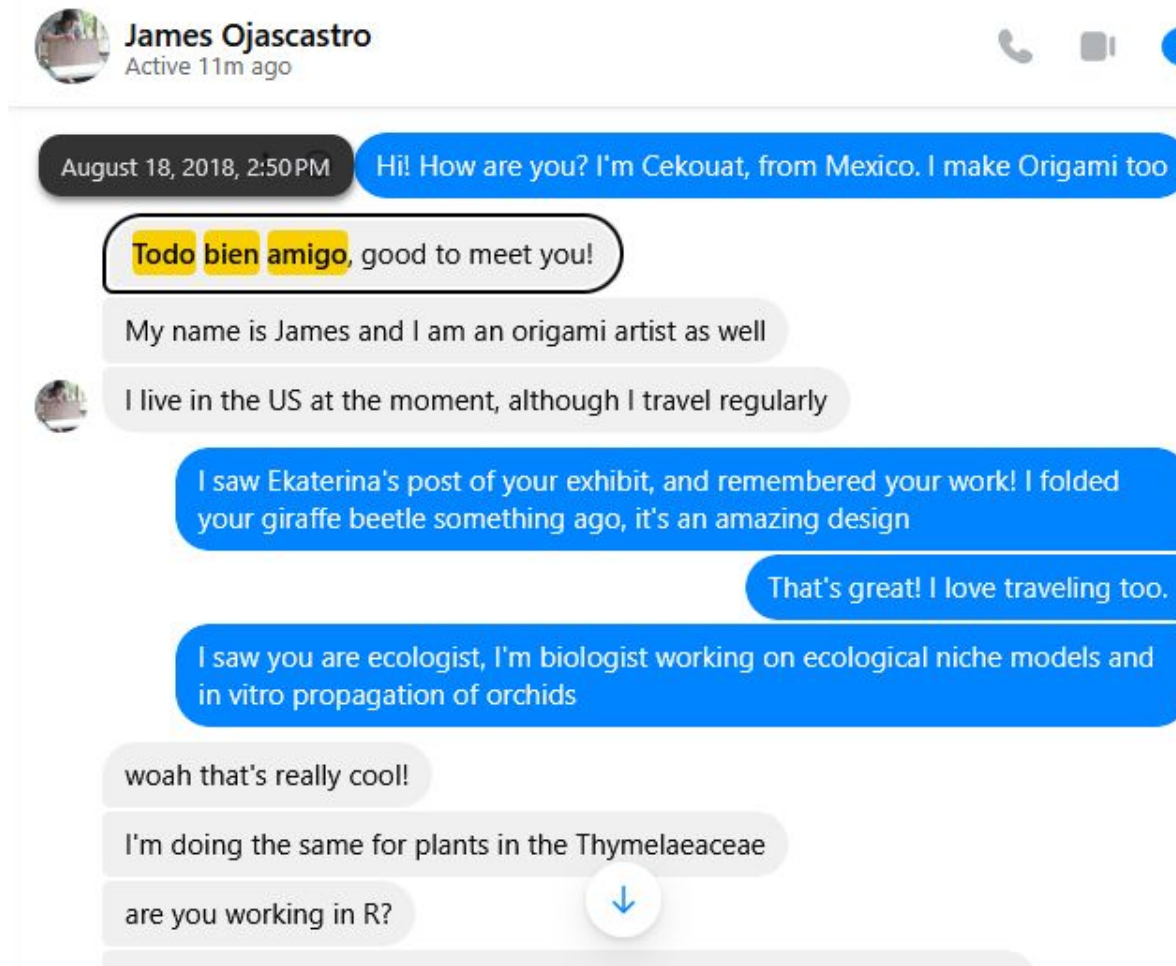 James Ojascastro
Active 11m ago
August 18, 2018, 2:50 PM
Hi! How are you? I'm Cekouat, from Mexico. I make Origami too
Todo bien amigo, good to meet you!
My name is James and I am an origami artist as well
I live in the US at the moment, although I travel regularly
I saw Ekaterina's post of your exhibit, and remembered your work! I folded
your giraffe beetle something ago, it's an amazing design
That's great! I love traveling too.
I saw you are ecologist, I'm biologist working on ecological niche models and
in vitro propagation of orchids
woah that's really cool!
I'm doing the same for plants in the Thymelaeaceae
are you working in R?